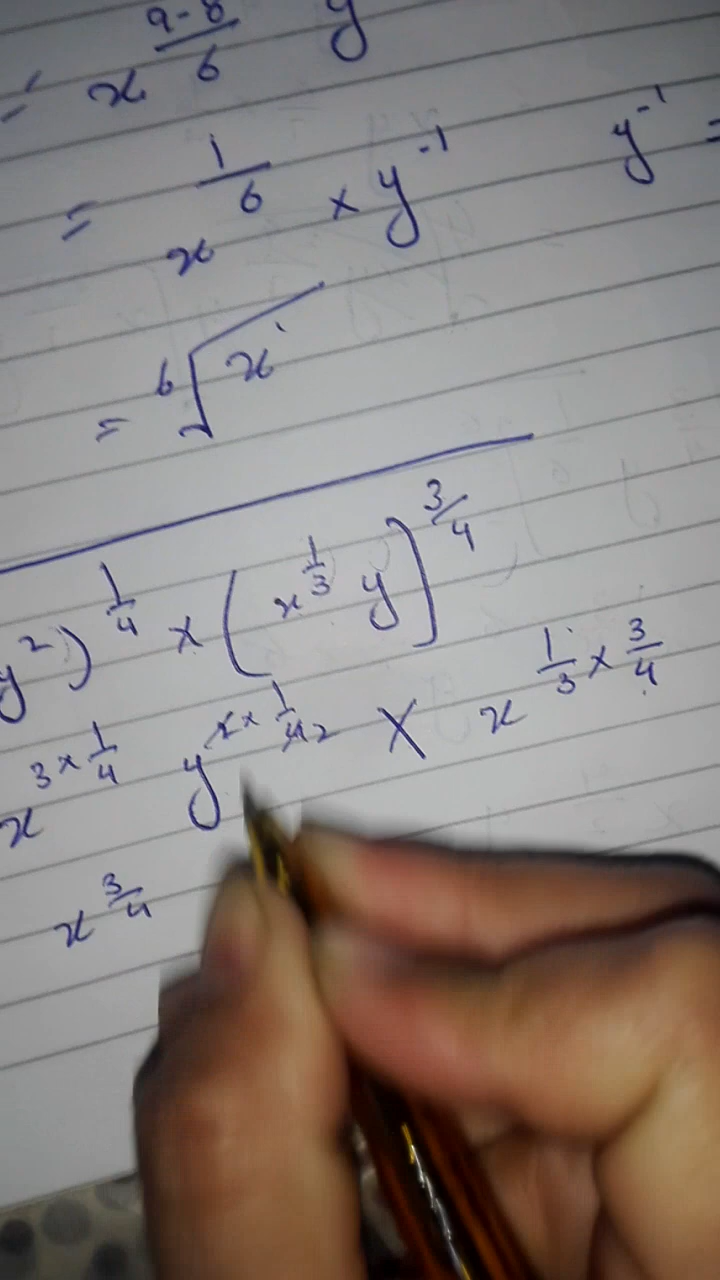 = x^(9-8/6) y
= x^(1/6) × y^-1 y^-1 =
= ⁶√x
y²)^(1/4) × (x^(1/3) y)^(3/4)
x^(3×1/4) y^(2×1/4 2) × x^(1/3×3/4)
x^(3/4)